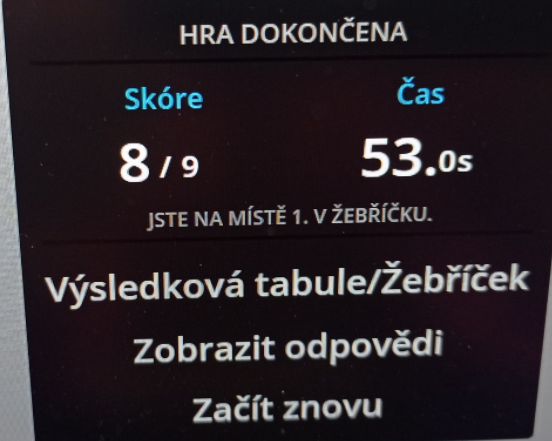 HRA DOKONČENA
Skóre
Čas
8 / 9
53.0s
JSTE NA MÍSTĚ 1. V ŽEBŘÍČKU.
Výsledková tabule/Žebříček
Zobrazit odpovědi
Začít znovu